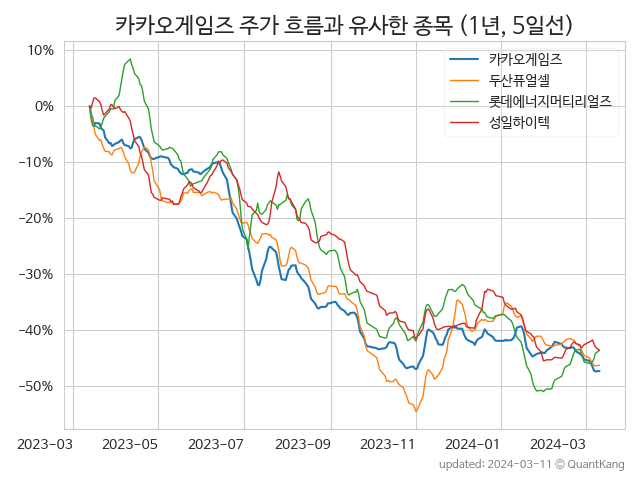 카카오게임즈 주가 흐름과 유사한 종목 (1년, 5일선)
카카오게임즈
두산퓨얼셀
롯데에너지머티리얼즈
성일하이텍
10%
0%
−10%
−20%
−30%
−40%
−50%
2023-03
2023-05
2023-07
2023-09
2023-11
2024-01
2024-03
updated: 2024-03-11 © QuantKang